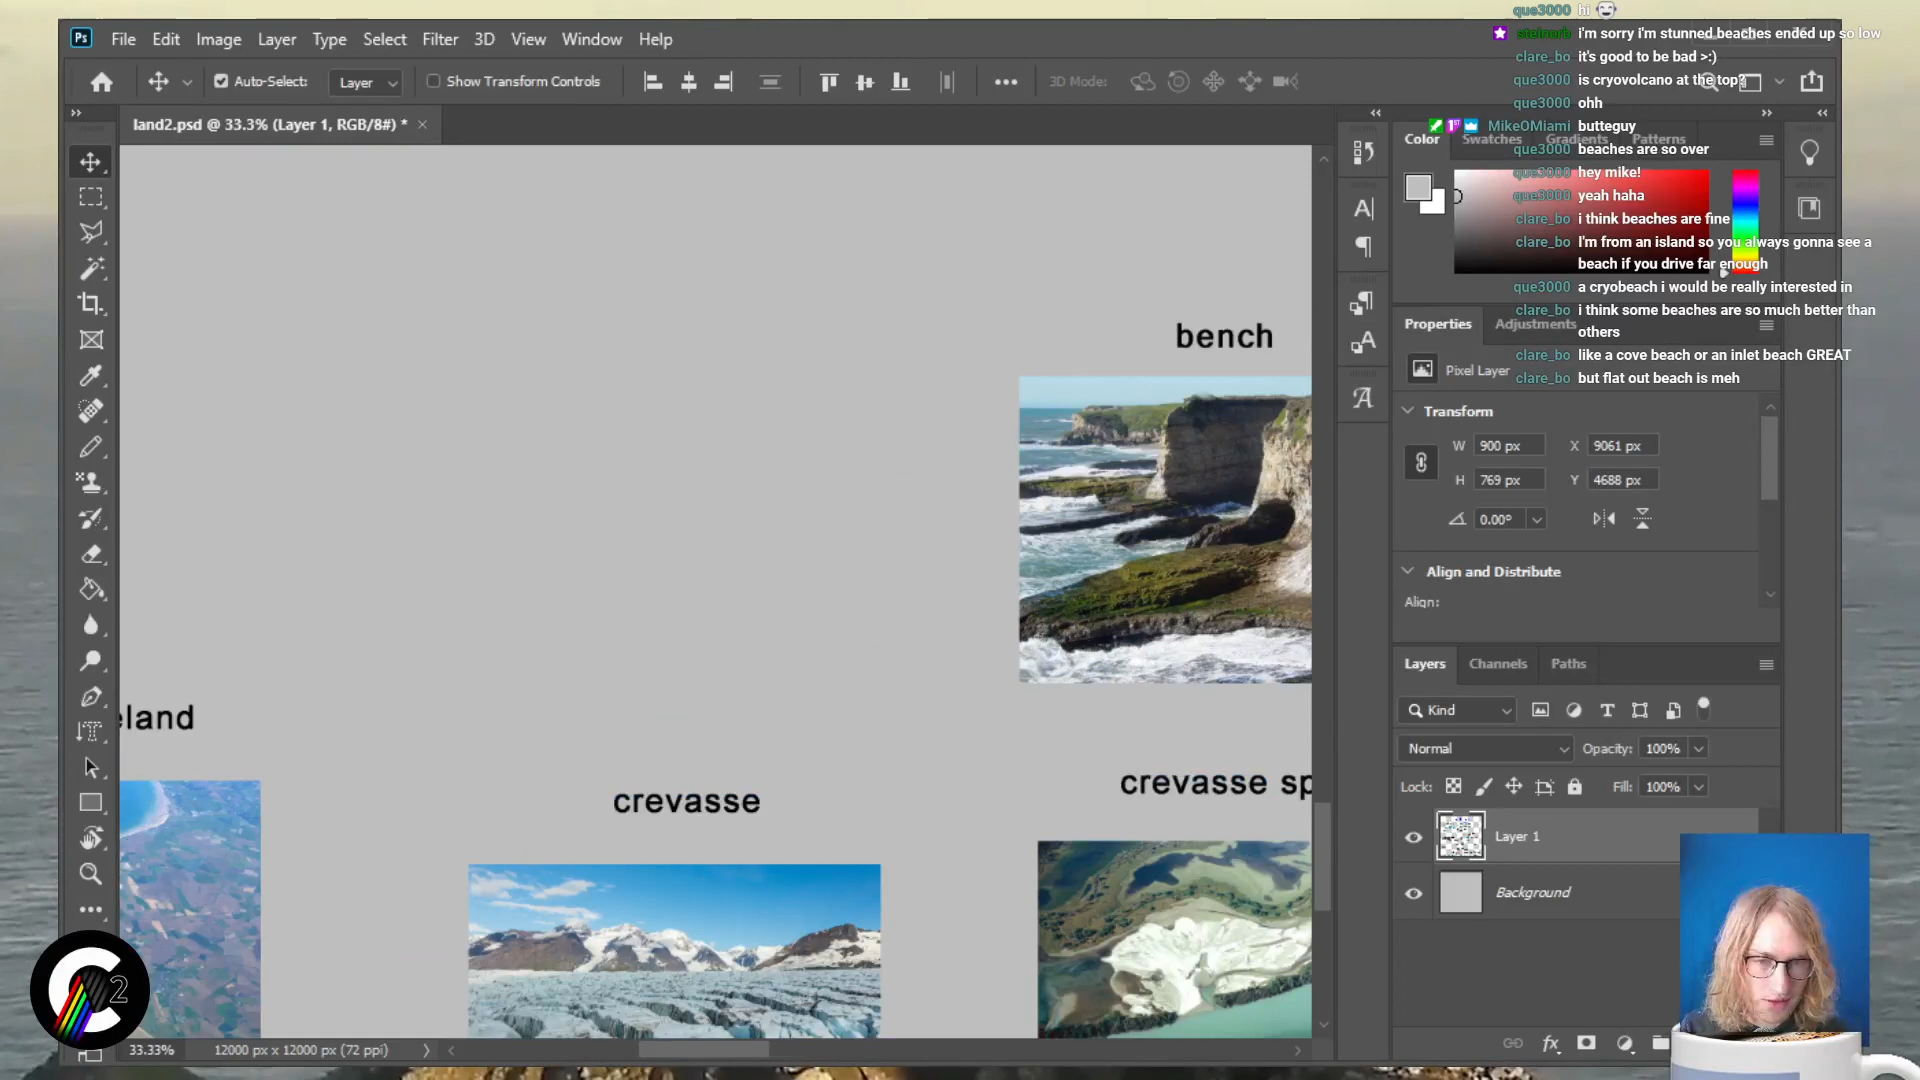 Ps File Edit Image Layer Type Select Filter 3D View Window Help
Auto-Select: Layer Show Transform Controls 3D Mode:
land2.psd @ 33.3% (Layer 1, RGB/8#) *
que3000 hi
steinorb i'm sorry i'm stunned beaches ended up so low
clare_bo it's good to be bad >:)
que3000 is cryovolcano at the top?
que3000 ohh
MikeOMiami butteguy
que3000 beaches are so over
que3000 hey mike!
que3000 yeah haha
clare_bo i think beaches are fine
clare_bo I'm from an island so you always gonna see a
beach if you drive far enough
que3000 a cryobeach i would be really interested in
clare_bo i think some beaches are so much better than
others
clare_bo like a cove beach or an inlet beach GREAT
clare_bo but flat out beach is meh
Color Swatches Gradients Patterns
Properties Adjustments
Pixel Layer
Transform
W 900 px X 9061 px
H 769 px Y 4688 px
0.00°
Align and Distribute
Align:
Layers Channels Paths
Kind
Normal Opacity: 100%
Lock: Fill: 100%
Layer 1
Background
fx
bench
eland
crevasse
crevasse sp
C 2
33.33% 12000 px x 12000 px (72 ppi)